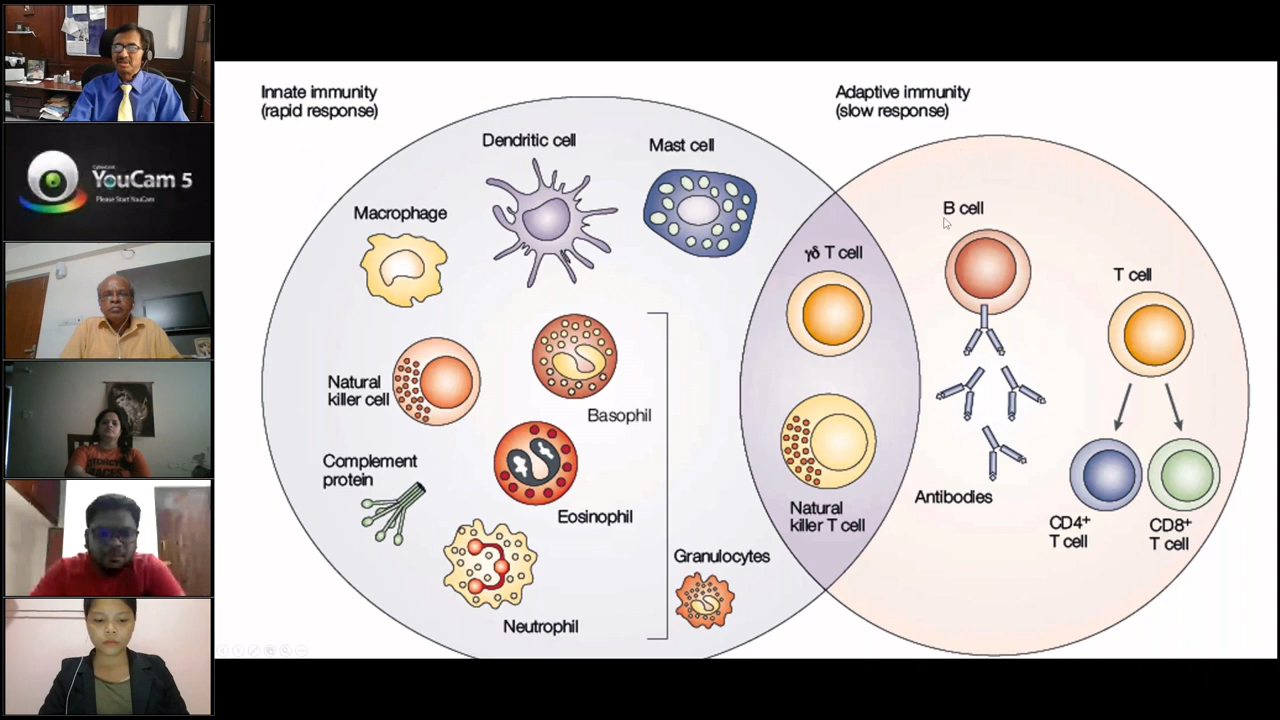 CyberLink
YouCam 5
Please Start YouCam
Innate immunity
(rapid response)
Adaptive immunity
(slow response)
Dendritic cell
Mast cell
Macrophage
B cell
γδ T cell
T cell
Natural
killer cell
Basophil
Complement
protein
Eosinophil
Antibodies
Natural
killer T cell
CD4+
T cell
CD8+
T cell
Granulocytes
Neutrophil